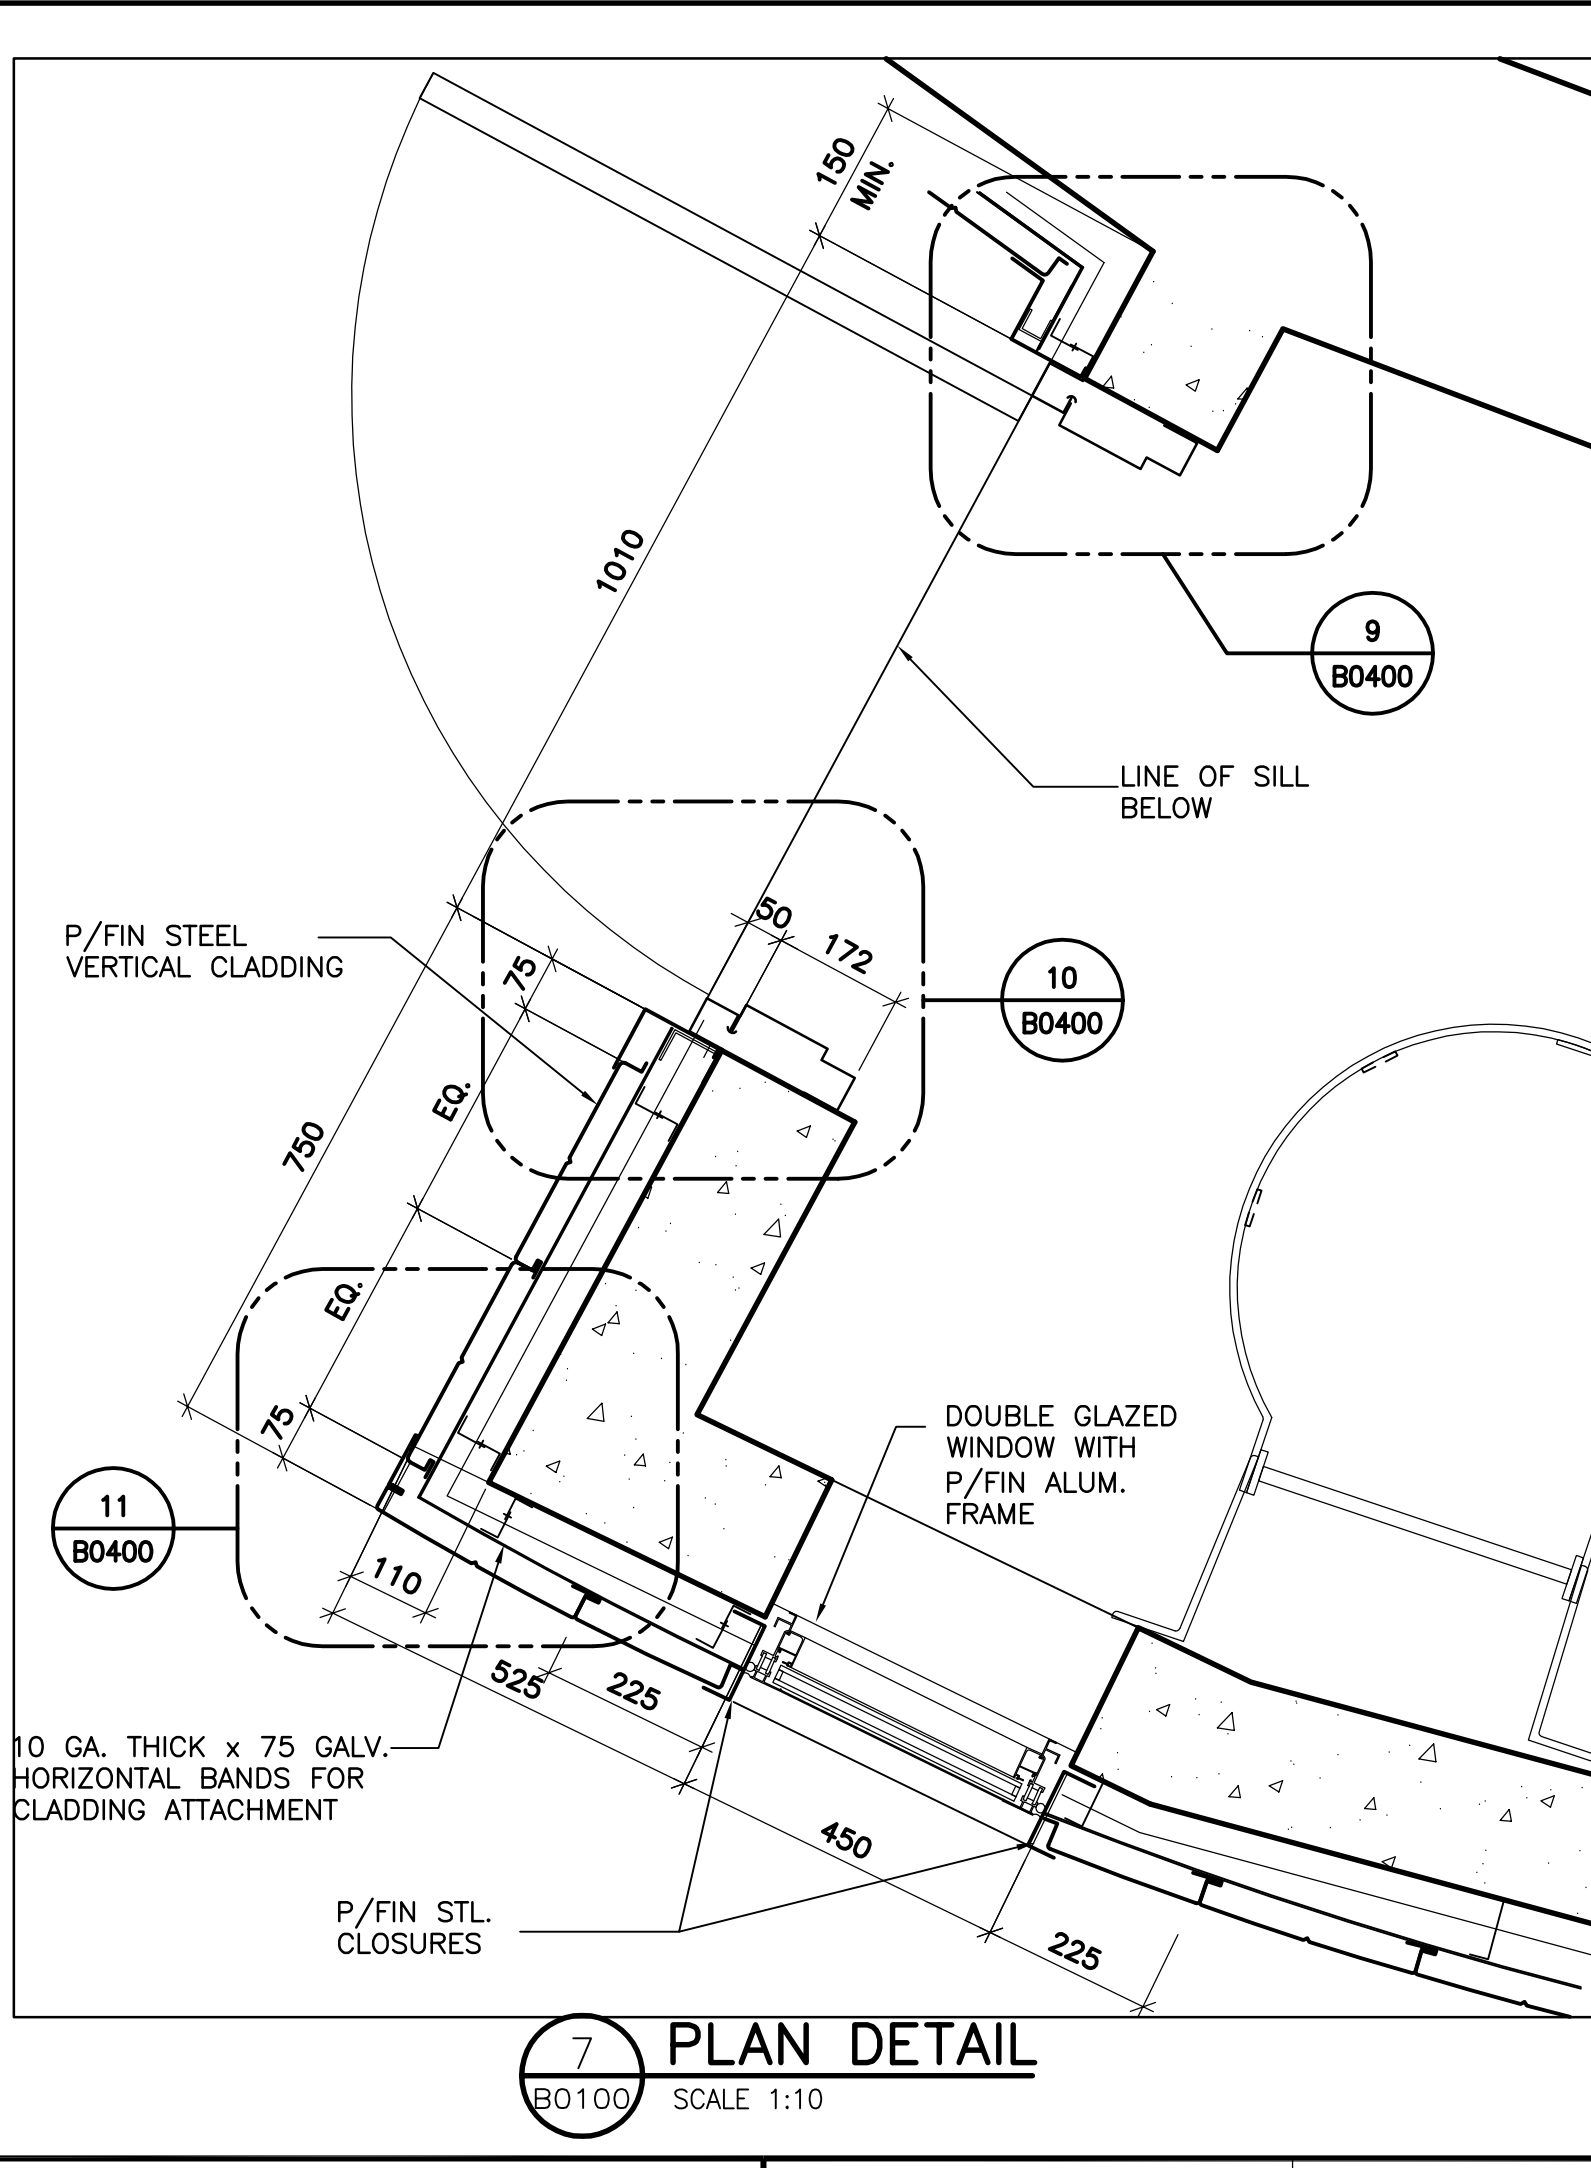 150
MIN.
1010
9
B0400
LINE OF SILL
BELOW
P/FIN STEEL
VERTICAL CLADDING
50
172
75
10
B0400
EQ.
750
EQ.
75
DOUBLE GLAZED
WINDOW WITH
P/FIN ALUM.
FRAME
11
B0400
110
525
225
10 GA. THICK x 75 GALV.
HORIZONTAL BANDS FOR
CLADDING ATTACHMENT
450
P/FIN STL.
CLOSURES
225
7
B0100
PLAN DETAIL
SCALE 1:10